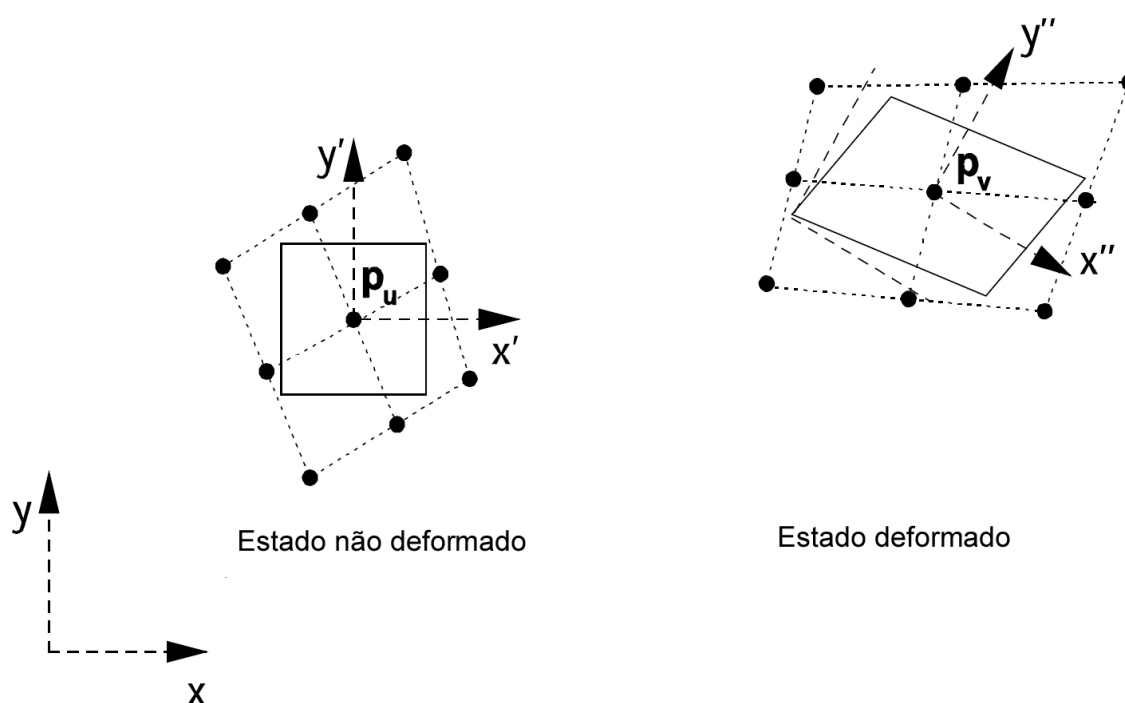 y′′
y′
p_v
p_u
x′′
x′
y
Estado não deformado
Estado deformado
x